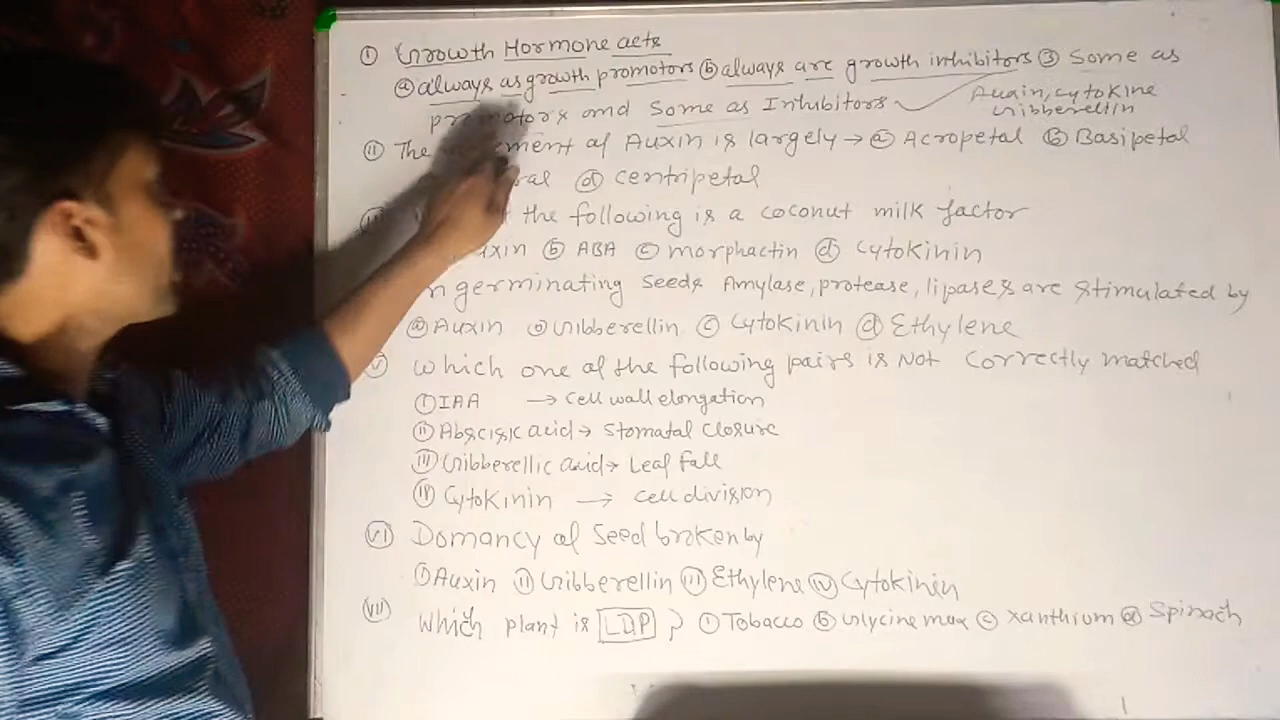 ① Growth Hormone acts
ⓐ always as growth promotors ⓑ always are growth inhibitors ③ Some as
promotors and Some as Inhibitors
Auxin, cytokine
Gibberellin
② The ment of Auxin is largely → ⓐ Acropetal ⓑ Basipetal
ral ⓓ centripetal
the following is a coconut milk factor
uxin ⓑ ABA ⓒ morphactin ⓓ Cytokinin
n germinating Seeds Amylase, protease, lipases are stimulated by
ⓐ Auxin ⓑ Gibberellin ⓒ Cytokinin ⓓ Ethylene
Ⓥ Which one of the following pairs is Not Correctly matched
① IAA → Cell wall elongation
② Abscisic acid → Stomatal Closure
③ Gibberellic acid → Leaf fall
④ Cytokinin → cell division
Ⓥⓘ Domancy of Seed broken by
① Auxin ② Gibberellin ③ Ethylene ④ Cytokinin
Ⓥⓘⓘ Which plant is LDP ? ① Tobacco ⓑ Glycine max ⓒ Xanthium ⓓ Spinach